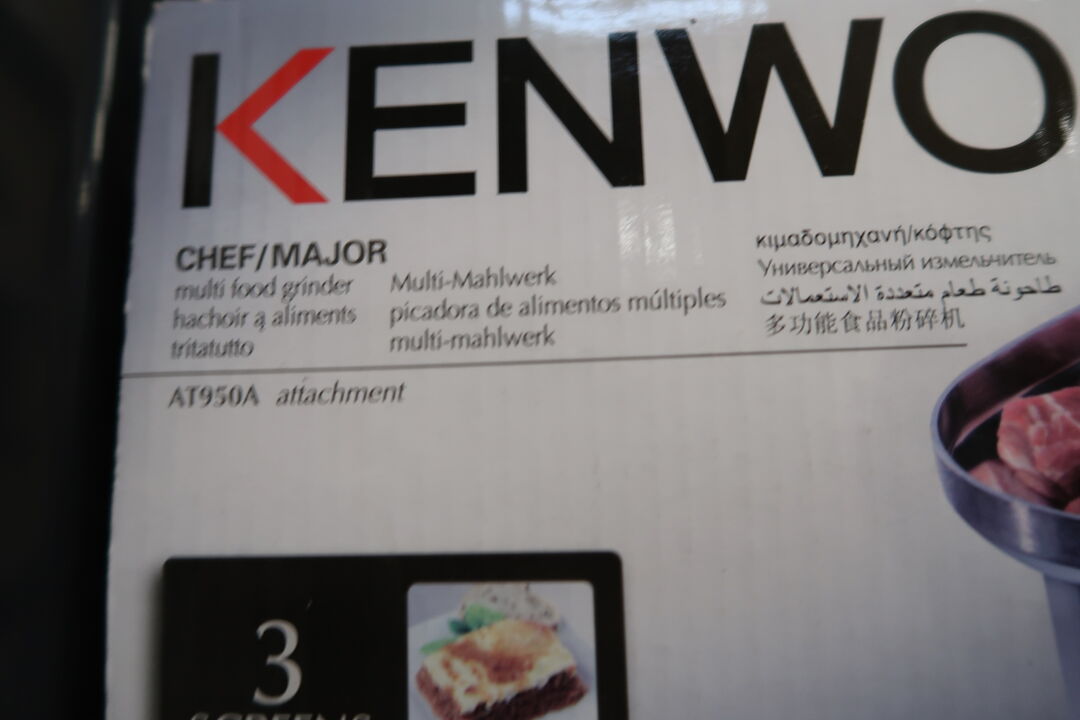 KENWO
CHEF/MAJOR
multi food grinder
hachoir ą aliments
tritatutto
Multi-Mahlwerk
picadora de alimentos múltiples
multi-mahlwerk
κιμαδομηχανή/κόφτης
Универсальный измельчитель
طاحونة طعام متعددة الاستعمالات
多功能食品粉碎机
AT950A attachment
3
SCREENS